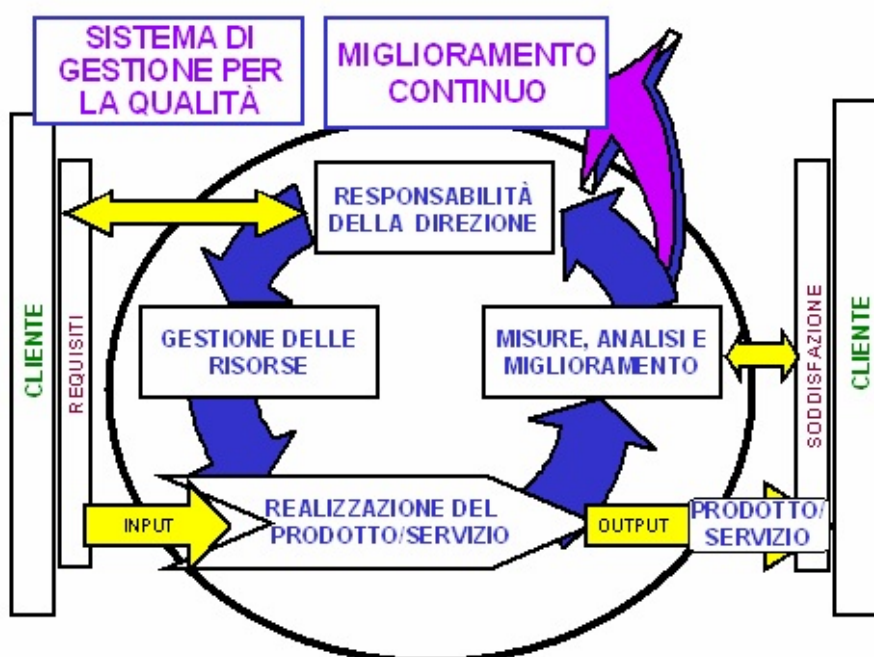 SISTEMA DI
GESTIONE PER
LA QUALITÀ
MIGLIORAMENTO
CONTINUO
RESPONSABILITÀ
DELLA DIREZIONE
CLIENTE
REQUISITI
GESTIONE DELLE
RISORSE
MISURE, ANALISI E
MIGLIORAMENTO
SODDISFAZIONE
CLIENTE
INPUT
REALIZZAZIONE DEL
PRODOTTO/SERVIZIO
OUTPUT
PRODOTTO/
SERVIZIO